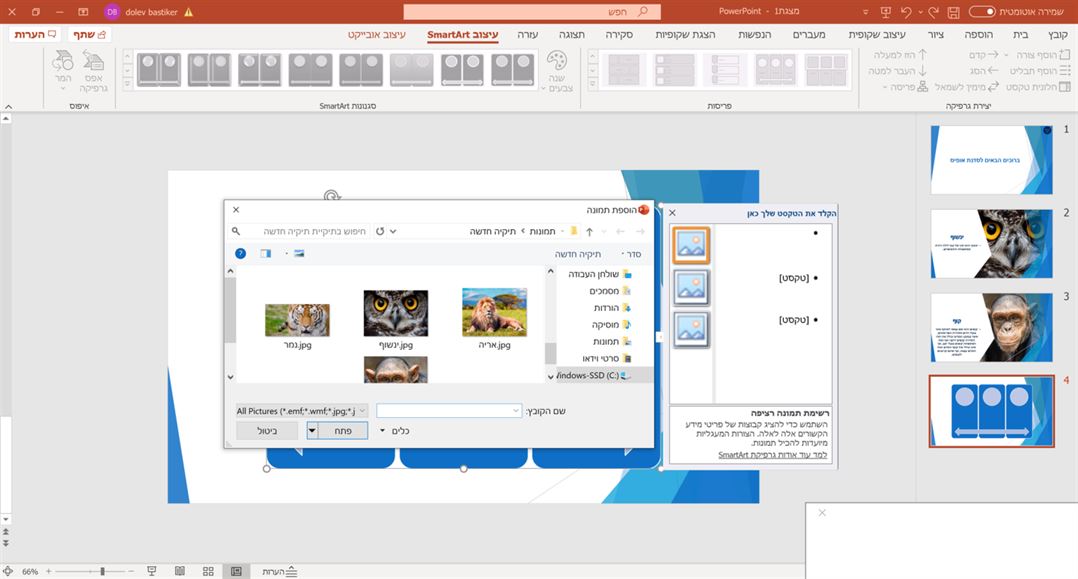 שמירה אוטומטית
מצגת1 - PowerPoint
חפש
dolev bastiker
DB
קובץ
בית
הוספה
ציור
עיצוב שקופית
מעברים
הנפשות
הצגת שקופיות
סקירה
תצוגה
עזרה
עיצוב SmartArt
עיצוב אובייקט
שתף
הערות
הוסף צורה
קדם
הזז למעלה
הוסף תבליט
הסג
העבר למטה
חלונית טקסט
מימין לשמאל
פריסה
יצירת גרפיקה
פריסות
שנה
צבעים
סגנונות SmartArt
אפס
גרפיקה
המר
איפוס
1
ברוכים הבאים לסדנת אופיס
2
ינשוף
3
קוף
4
הקלד את הטקסט שלך כאן
[טקסט]
[טקסט]
רשימת תמונה רציפה
השתמש כדי להציג קבוצות של פריטי מידע
הקשורים אלה לאלה. הצורות המעגליות
מיועדות להכיל תמונות.
למד עוד אודות גרפיקת SmartArt
הוספת תמונה
תמונות
תיקיה חדשה
חיפוש בתיקיית תיקיה חדשה
סדר
תיקיה חדשה
שולחן העבודה
מסמכים
הורדות
מוסיקה
תמונות
סרטי וידאו
Windows-SSD (C:)
אריה.jpg
ינשוף.jpg
נמר.jpg
שם הקובץ:
All Pictures (*.emf;*.wmf;*.jpg;*.j
כלים
פתח
ביטול
הערות
66%